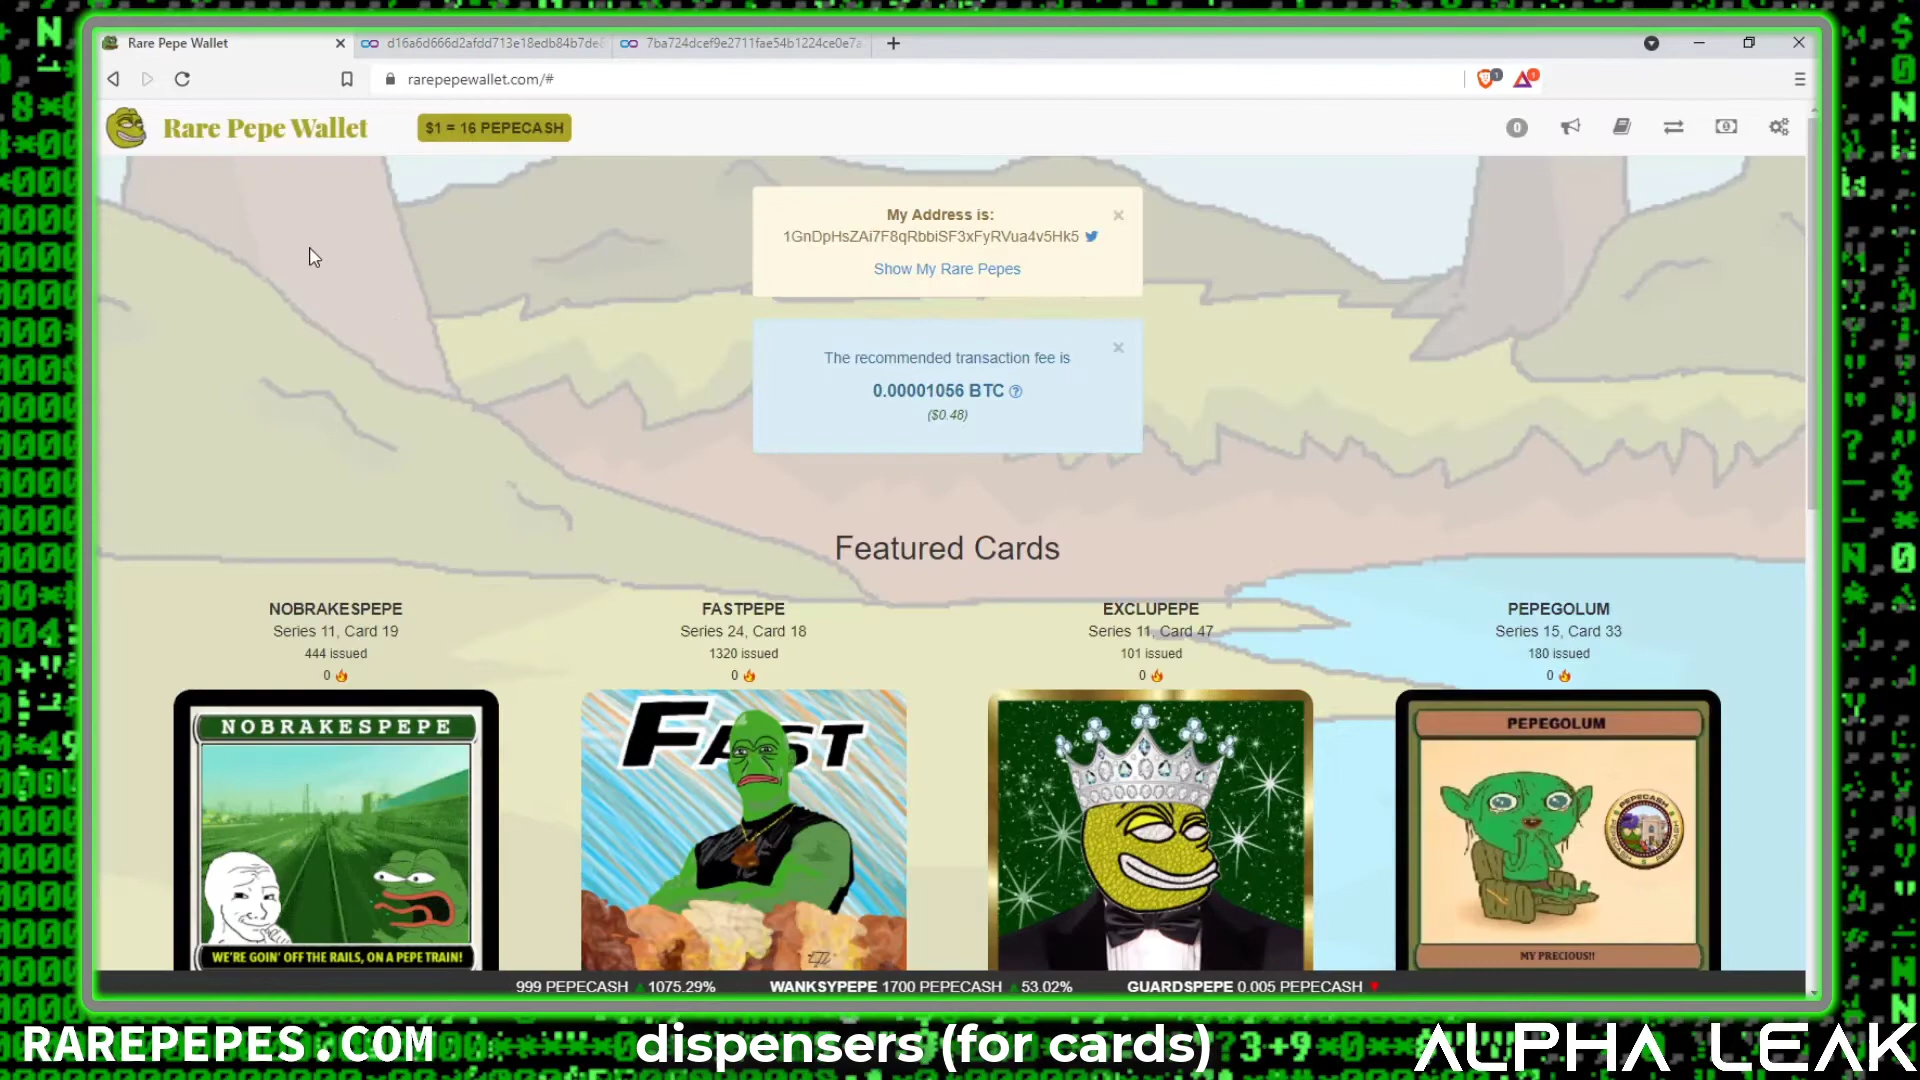 Rare Pepe Wallet
d16a6d666d2afdd713e18edb84b7de
7ba724dcef9e2711fae54b1224ce0e7a
rarepepewallet.com/#
1
1
Rare Pepe Wallet
$1 = 16 PEPECASH
0
My Address is:
1GnDpHsZAi7F8qRbbiSF3xFyRVua4v5Hk5
Show My Rare Pepes
The recommended transaction fee is
0.00001056 BTC
($0.48)
Featured Cards
NOBRAKESPEPE
Series 11, Card 19
444 issued
0
FASTPEPE
Series 24, Card 18
1320 issued
0
EXCLUPEPE
Series 11, Card 47
101 issued
0
PEPEGOLUM
Series 15, Card 33
180 issued
0
NOBRAKESPEPE
WE'RE GOIN' OFF THE RAILS, ON A PEPE TRAIN!
FAST
PEPEGOLUM
PEPECASH
MY PRECIOUS!!
999 PEPECASH 1075.29% WANKSYPEPE 1700 PEPECASH 53.02% GUARDSPEPE 0.005 PEPECASH
RAREPEPES.COM
dispensers (for cards)
ALPHA LEAK